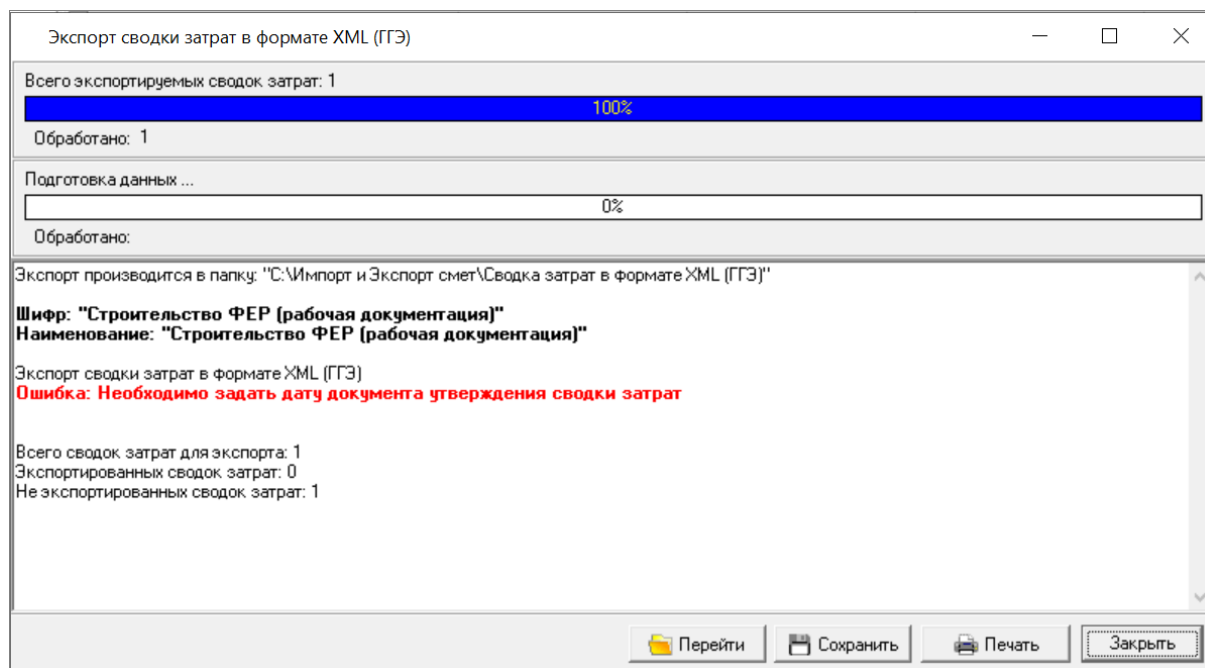 Экспорт сводки затрат в формате XML (ГГЭ)
Всего экспортируемых сводок затрат: 1
100%
Обработано: 1
Подготовка данных ...
0%
Обработано:
Экспорт производится в папку: "C:\Импорт и Экспорт смет\Сводка затрат в формате XML (ГГЭ)"
Шифр: "Строительство ФЕР (рабочая документация)"
Наименование: "Строительство ФЕР (рабочая документация)"
Экспорт сводки затрат в формате XML (ГГЭ)
Ошибка: Необходимо задать дату документа утверждения сводки затрат
Всего сводок затрат для экспорта: 1
Экспортированных сводок затрат: 0
Не экспортированных сводок затрат: 1
Перейти Сохранить Печать Закрыть